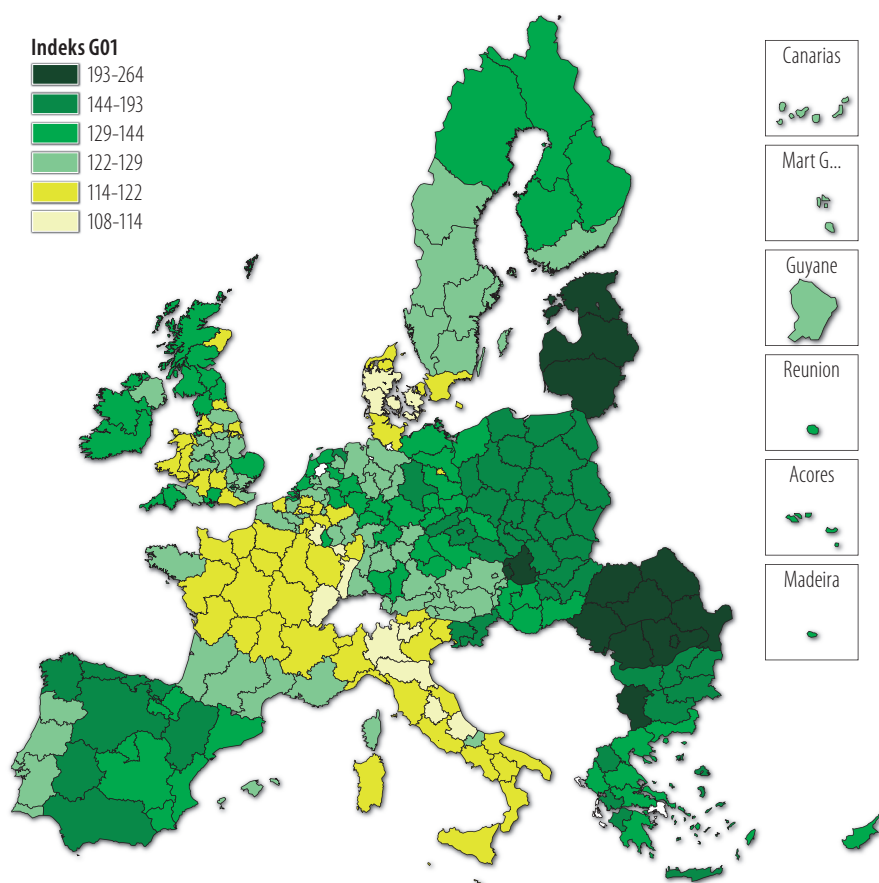 Indeks G01
193-264
144-193
129-144
122-129
114-122
108-114
Canarias
Mart G...
Guyane
Reunion
Acores
Madeira